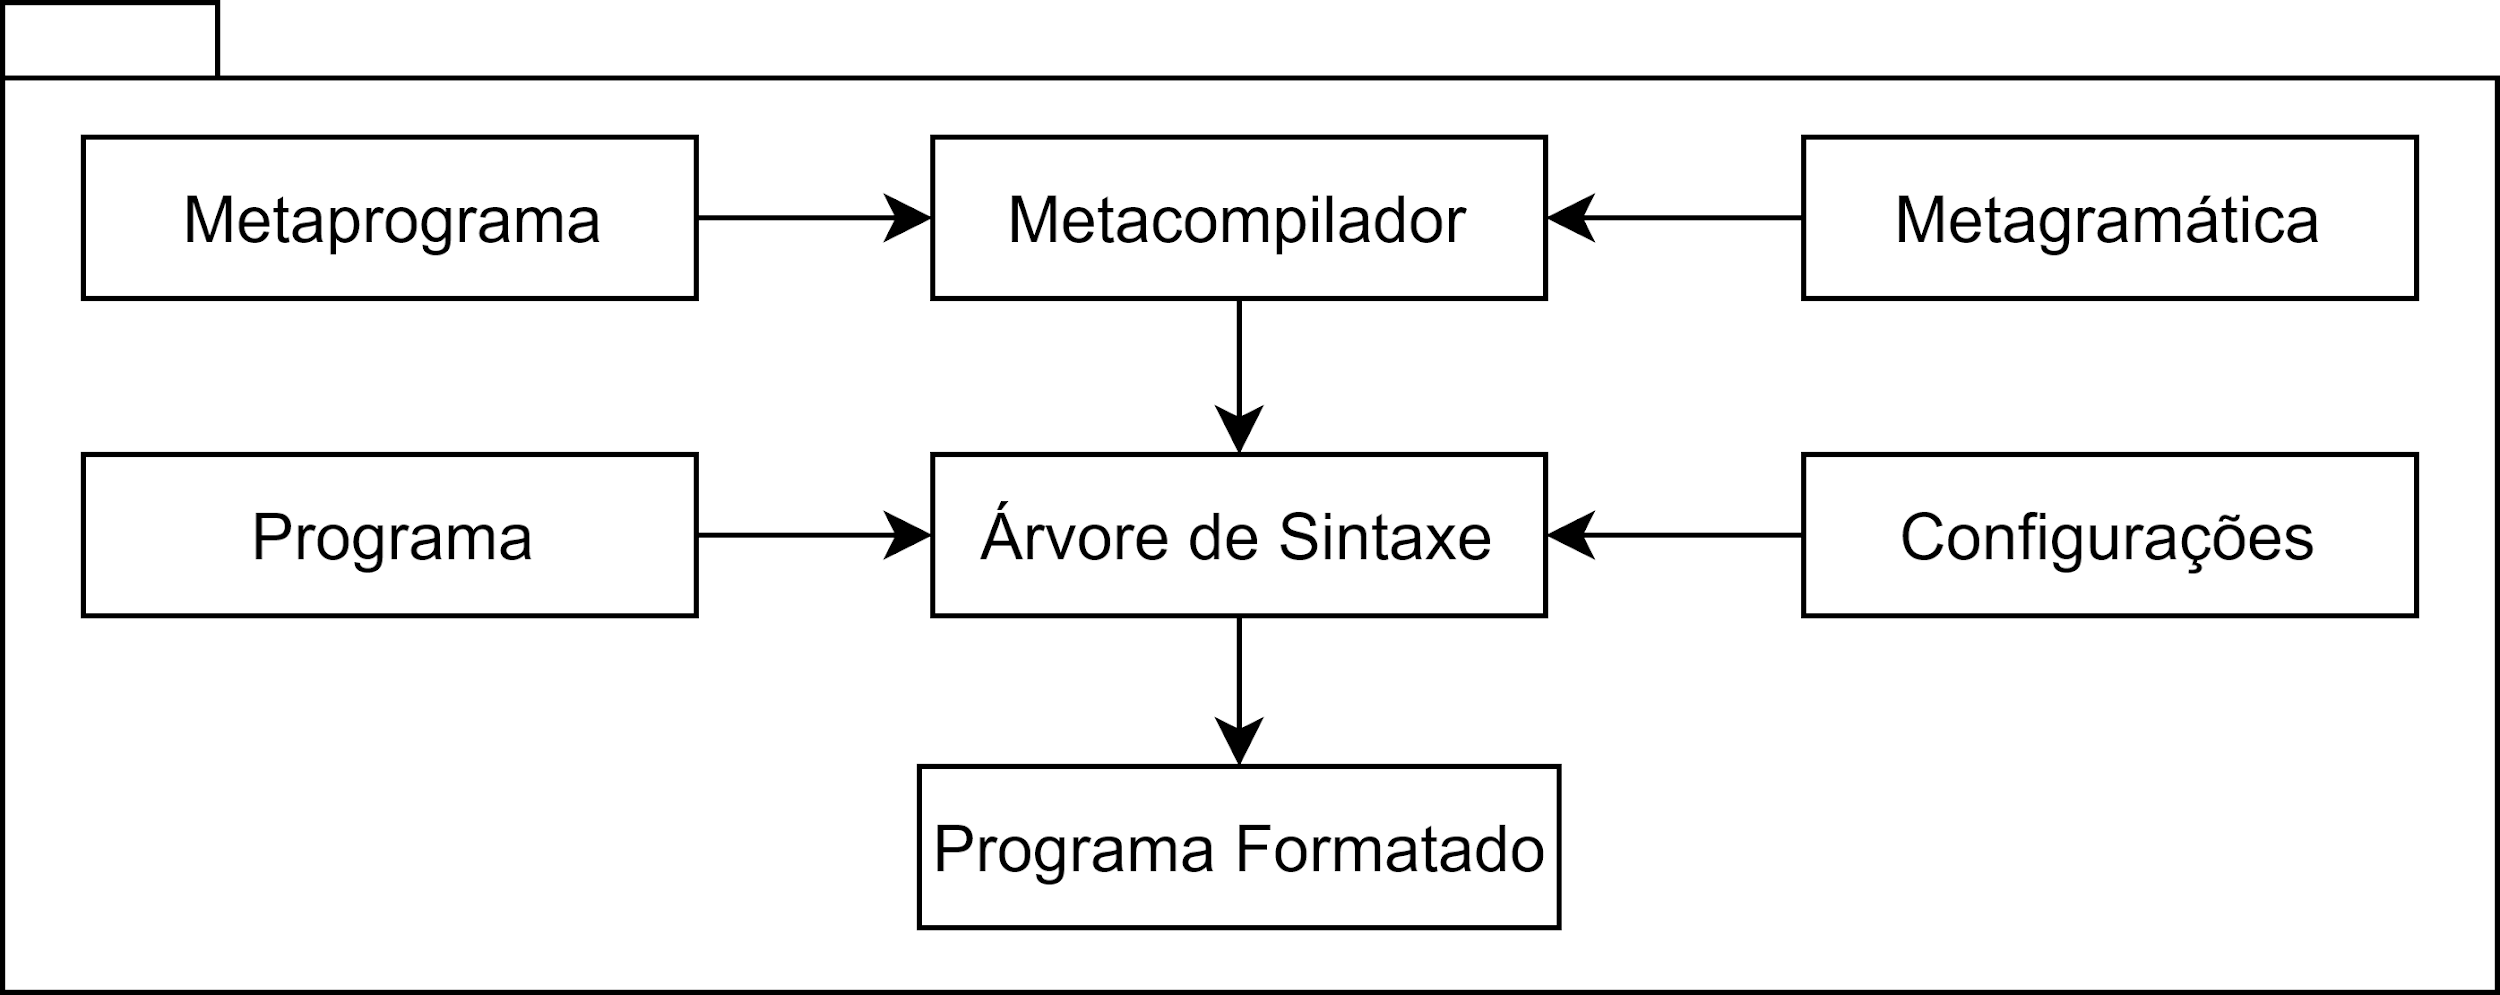 Metaprograma
Metacompilador
Metagramática
Programa
Árvore de Sintaxe
Configurações
Programa Formatado